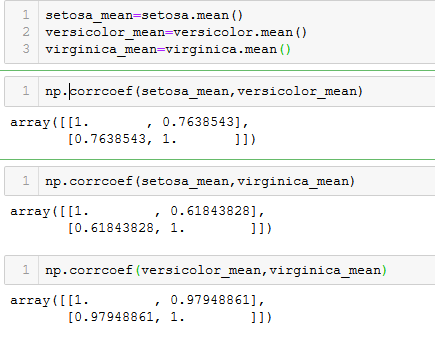 1 setosa_mean=setosa.mean()
2 versicolor_mean=versicolor.mean()
3 virginica_mean=virginica.mean()
1 np.corrcoef(setosa_mean,versicolor_mean)
array([[1.       , 0.7638543],
       [0.7638543, 1.       ]])
1 np.corrcoef(setosa_mean,virginica_mean)
array([[1.        , 0.61843828],
       [0.61843828, 1.        ]])
1 np.corrcoef(versicolor_mean,virginica_mean)
array([[1.        , 0.97948861],
       [0.97948861, 1.        ]])